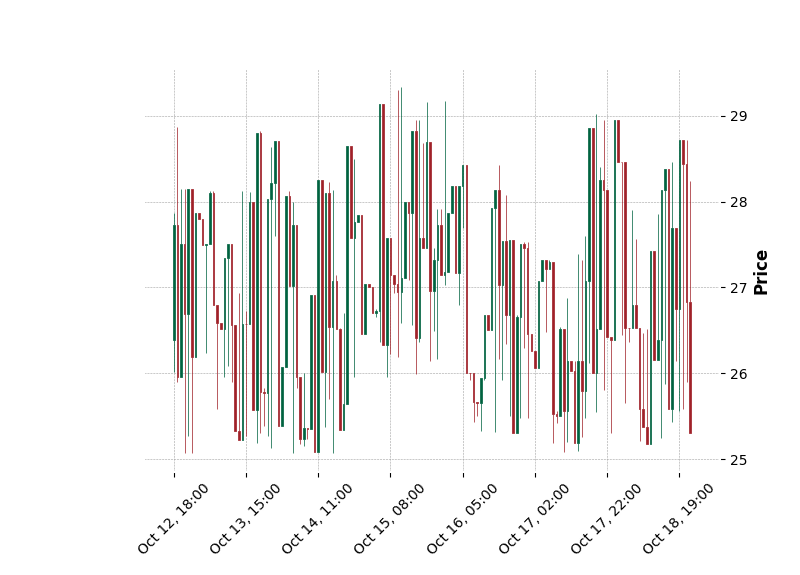 29
28
27
26
25
Price
Oct 12, 18:00
Oct 13, 15:00
Oct 14, 11:00
Oct 15, 08:00
Oct 16, 05:00
Oct 17, 02:00
Oct 17, 22:00
Oct 18, 19:00